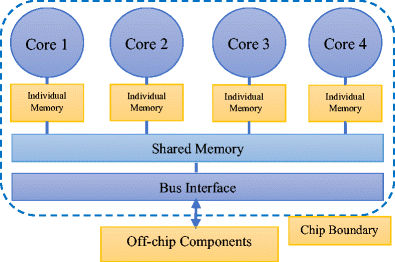 Core 1
Core 2
Core 3
Core 4
Individual
Memory
Individual
Memory
Individual
Memory
Individual
Memory
Shared Memory
Bus Interface
Chip Boundary
Off-chip Components